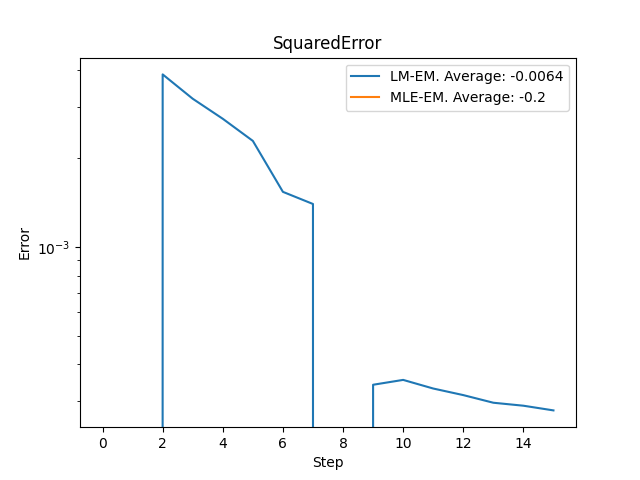 SquaredError
LM-EM. Average: -0.0064
MLE-EM. Average: -0.2
Error
10⁻³
0 2 4 6 8 10 12 14
Step